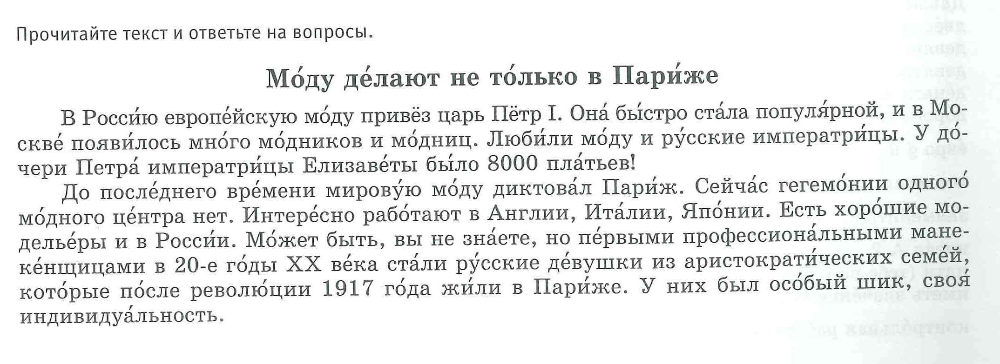 Прочитайте текст и ответьте на вопросы.
Мо́ду де́лают не то́лько в Пари́же
В Росси́ю европе́йскую мо́ду привёз царь Пётр I. Она́ бы́стро ста́ла популя́рной, и в Мо-
скве́ появи́лось мно́го мо́дников и мо́дниц. Люби́ли мо́ду и ру́сские императри́цы. У до́-
чери Петра́ императри́цы Елизаве́ты бы́ло 8000 пла́тьев!
До после́днего вре́мени мирову́ю мо́ду диктова́л Пари́ж. Сейча́с гегемо́нии одного́
мо́дного це́нтра нет. Интере́сно рабо́тают в Англии, Ита́лии, Япо́нии. Есть хоро́шие мо-
делье́ры и в Росси́и. Мо́жет быть, вы не зна́ете, но пе́рвыми профессиона́льными мане-
ке́нщицами в 20-е го́ды XX ве́ка ста́ли ру́сские де́вушки из аристократи́ческих семе́й,
кото́рые по́сле револю́ции 1917 го́да жи́ли в Пари́же. У них был осо́бый шик, своя́
индивидуа́льность.